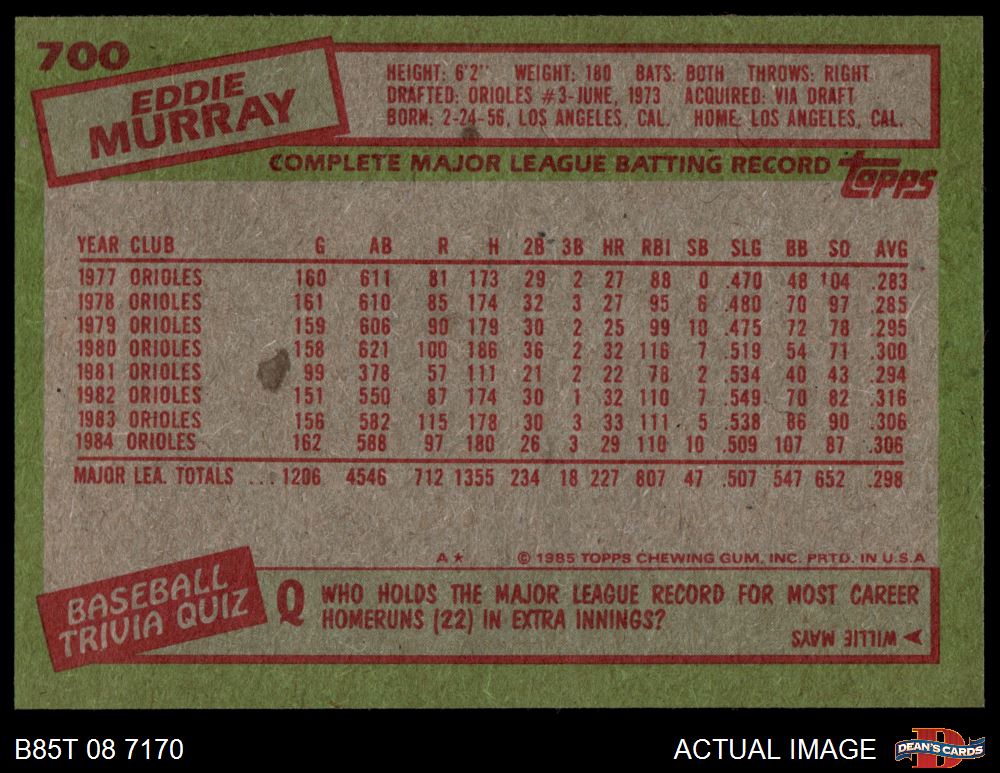 700
EDDIE
MURRAY
HEIGHT: 6'2" WEIGHT: 180 BATS: BOTH THROWS: RIGHT
DRAFTED: ORIOLES #3-JUNE, 1973 ACQUIRED: VIA DRAFT
BORN: 2-24-56, LOS ANGELES, CAL. HOME: LOS ANGELES, CAL.
COMPLETE MAJOR LEAGUE BATTING RECORD
Topps
YEAR CLUB G AB R H 2B 3B HR RBI SB SLG BB SO AVG
1977 ORIOLES 160 611 81 173 29 2 27 88 0 .470 48 104 .283
1978 ORIOLES 161 610 85 174 32 3 27 95 6 .480 70 97 .285
1979 ORIOLES 159 606 90 179 30 2 25 99 10 .475 72 78 .295
1980 ORIOLES 158 621 100 186 36 2 32 116 7 .519 54 71 .300
1981 ORIOLES 99 378 57 111 21 2 22 78 2 .534 40 43 .294
1982 ORIOLES 151 550 87 174 30 1 32 110 7 .549 70 82 .316
1983 ORIOLES 156 582 115 178 30 3 33 111 5 .538 86 90 .306
1984 ORIOLES 162 588 97 180 26 3 29 110 10 .509 107 87 .306
MAJOR LEA. TOTALS ... 1206 4546 712 1355 234 18 227 807 47 .507 547 652 .298
A★ © 1985 TOPPS CHEWING GUM. INC. PRTD. IN U.S.A
BASEBALL
TRIVIA QUIZ
Q WHO HOLDS THE MAJOR LEAGUE RECORD FOR MOST CAREER
HOMERUNS (22) IN EXTRA INNINGS?
WILLIE MAYS
B85T 08 7170
ACTUAL IMAGE
D
DEAN'S CARDS